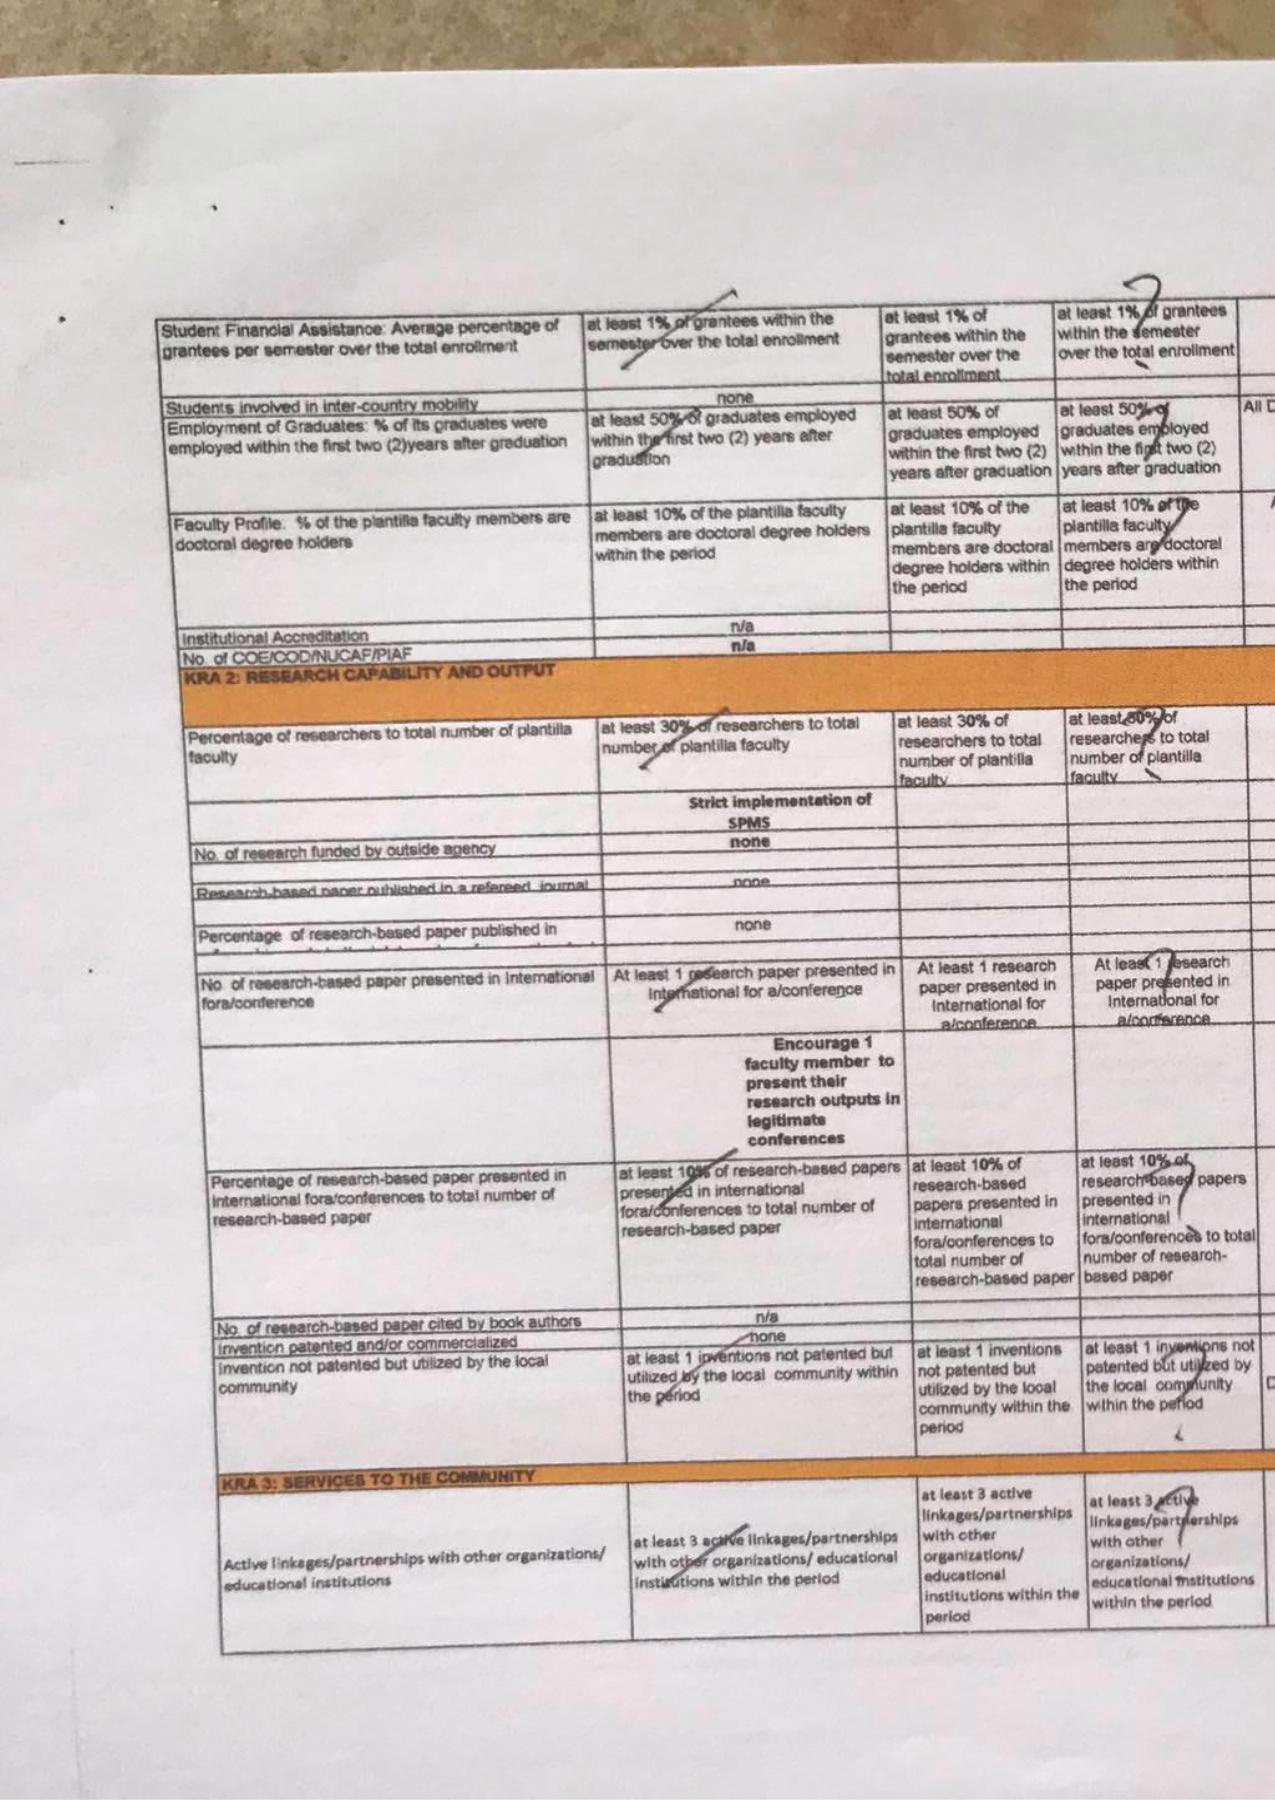 Student Financial Assistance: Average percentage of
grantees per semester over the total enrollment
at least 1% of grantees within the
semester over the total enrollment
at least 1% of
grantees within the
semester over the
total enrollment
at least 1% of grantees
within the semester
over the total enrollment
Students involved in inter-country mobility
none
Employment of Graduates: % of its graduates were
employed within the first two (2)years after graduation
at least 50% of graduates employed
within the first two (2) years after
graduation
at least 50% of
graduates employed
within the first two (2)
years after graduation
at least 50% of
graduates employed
within the first two (2)
years after graduation
All
Faculty Profile. % of the plantilla faculty members are
doctoral degree holders
at least 10% of the plantilla faculty
members are doctoral degree holders
within the period
at least 10% of the
plantilla faculty
members are doctoral
degree holders within
the period
at least 10% of the
plantilla faculty
members are doctoral
degree holders within
the period
Institutional Accreditation
n/a
No. of COE/COD/NUCAF/PIAF
n/a
KRA 2: RESEARCH CAPABILITY AND OUTPUT
Percentage of researchers to total number of plantilla
faculty
at least 30% of researchers to total
number of plantilla faculty
at least 30% of
researchers to total
number of plantilla
faculty
at least 30% of
researchers to total
number of plantilla
faculty
Strict implementation of
SPMS
No. of research funded by outside agency
none
Research-based paper published in a refereed journal
none
Percentage of research-based paper published in
none
No. of research-based paper presented in International
fora/conference
At least 1 research paper presented in
International for a/conference
At least 1 research
paper presented in
International for
a/conference
At least 1 research
paper presented in
International for
a/conference
Encourage 1
faculty member to
present their
research outputs in
legitimate
conferences
Percentage of research-based paper presented in
international fora/conferences to total number of
research-based paper
at least 10% of research-based papers
presented in international
fora/conferences to total number of
research-based paper
at least 10% of
research-based
papers presented in
international
fora/conferences to
total number of
research-based paper
at least 10% of
research-based papers
presented in
international
fora/conferences to total
number of research-
based paper
No. of research-based paper cited by book authors
n/a
Invention patented and/or commercialized
none
Invention not patented but utilized by the local
community
at least 1 inventions not patented but
utilized by the local community within
the period
at least 1 inventions
not patented but
utilized by the local
community within the
period
at least 1 inventions not
patented but utilized by
the local community
within the period
KRA 3: SERVICES TO THE COMMUNITY
Active linkages/partnerships with other organizations/
educational institutions
at least 3 active linkages/partnerships
with other organizations/ educational
institutions within the period
at least 3 active
linkages/partnerships
with other
organizations/
educational
institutions within the
period
at least 3 active
linkages/partnerships
with other
organizations/
educational institutions
within the period